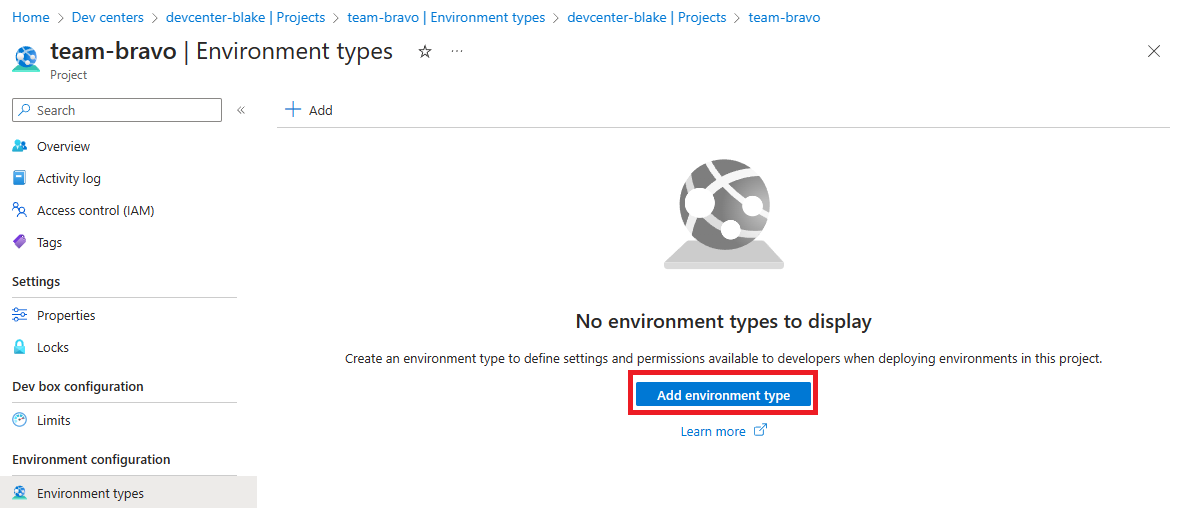 Home > Dev centers > devcenter-blake | Projects > team-bravo | Environment types > devcenter-blake | Projects > team-bravo
team-bravo | Environment types
Project
Search
Overview
Activity log
Access control (IAM)
Tags
Settings
Properties
Locks
Dev box configuration
Limits
Environment configuration
Environment types
Add
No environment types to display
Create an environment type to define settings and permissions available to developers when deploying environments in this project.
Add environment type
Learn more